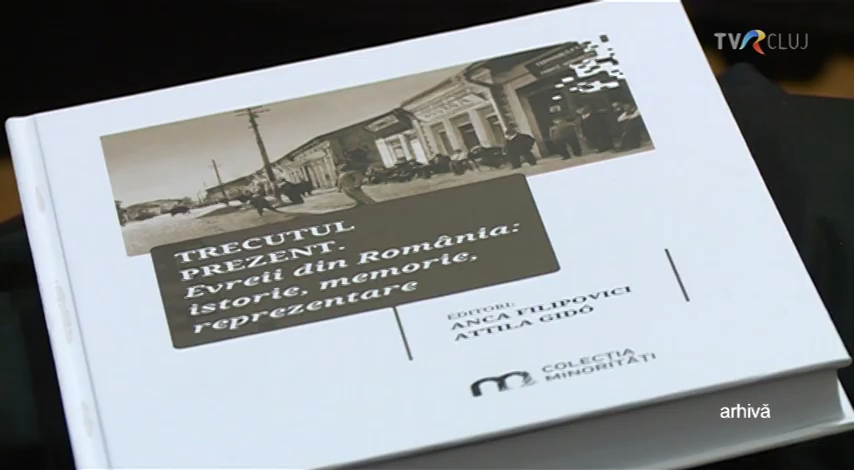 TVR CLUJ
TRECUTUL
PREZENT.
Evreii din România:
istorie, memorie,
reprezentare
EDITORI:
ANCA FILIPOVICI
ATTILA GIDÓ
COLECȚIA
MINORITĂȚI
arhivă